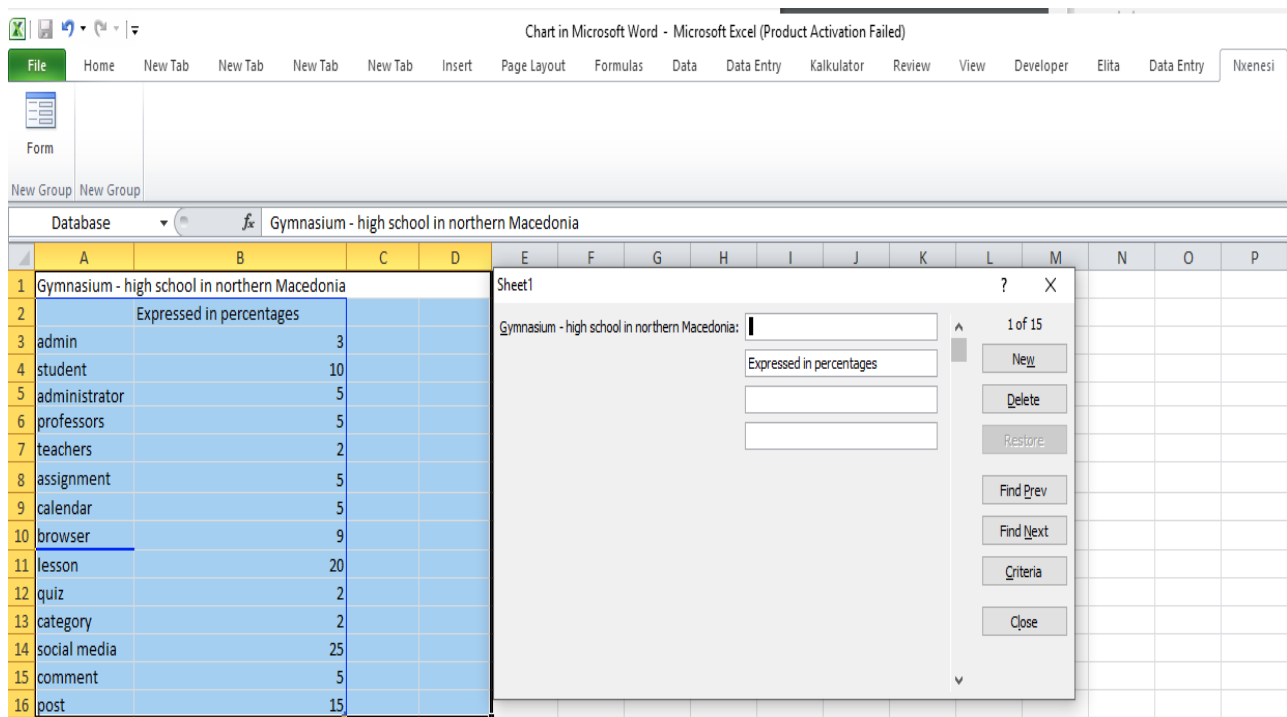 Chart in Microsoft Word - Microsoft Excel (Product Activation Failed)
File Home New Tab New Tab New Tab New Tab Insert Page Layout Formulas Data Data Entry Kalkulator Review View Developer Elita Data Entry Nxenesi
Form
New Group New Group
Database fx Gymnasium - high school in northern Macedonia
A B C D E F G H I J K L M N O P
1 Gymnasium - high school in northern Macedonia
2 Expressed in percentages
3 admin 3
4 student 10
5 administrator 5
6 professors 5
7 teachers 2
8 assignment 5
9 calendar 5
10 browser 9
11 lesson 20
12 quiz 2
13 category 2
14 social media 25
15 comment 5
16 post 15
Sheet1 ? X
Gymnasium - high school in northern Macedonia:
Expressed in percentages
1 of 15
New
Delete
Restore
Find Prev
Find Next
Criteria
Close